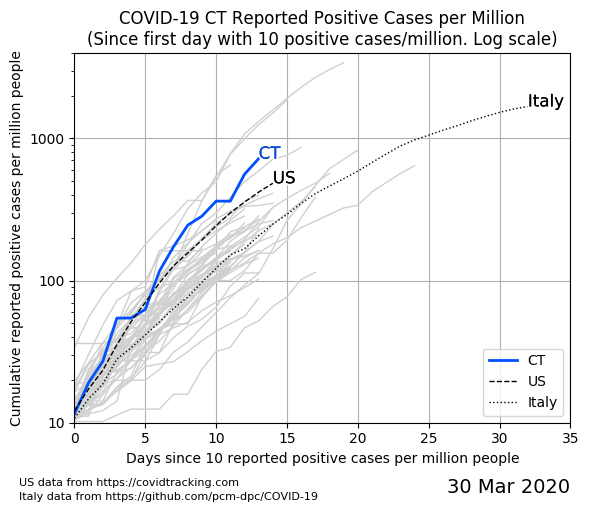 COVID-19 CT Reported Positive Cases per Million
(Since first day with 10 positive cases/million. Log scale)
Cumulative reported positive cases per million people
1000
100
10
Italy
CT
US
CT
US
Italy
0 5 10 15 20 25 30 35
Days since 10 reported positive cases per million people
US data from https://covidtracking.com
Italy data from https://github.com/pcm-dpc/COVID-19
30 Mar 2020